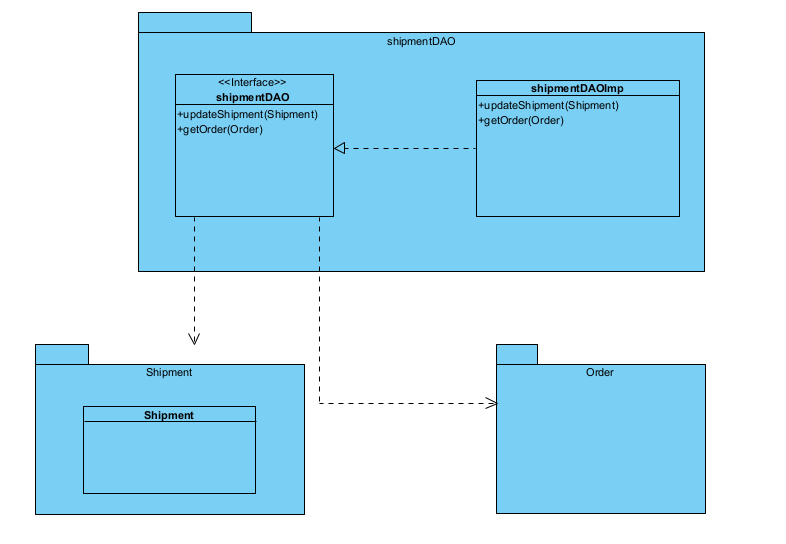 shipmentDAO
<<Interface>>
shipmentDAO
+updateShipment(Shipment)
+getOrder(Order)
shipmentDAOImp
+updateShipment(Shipment)
+getOrder(Order)
Shipment
Shipment
Order